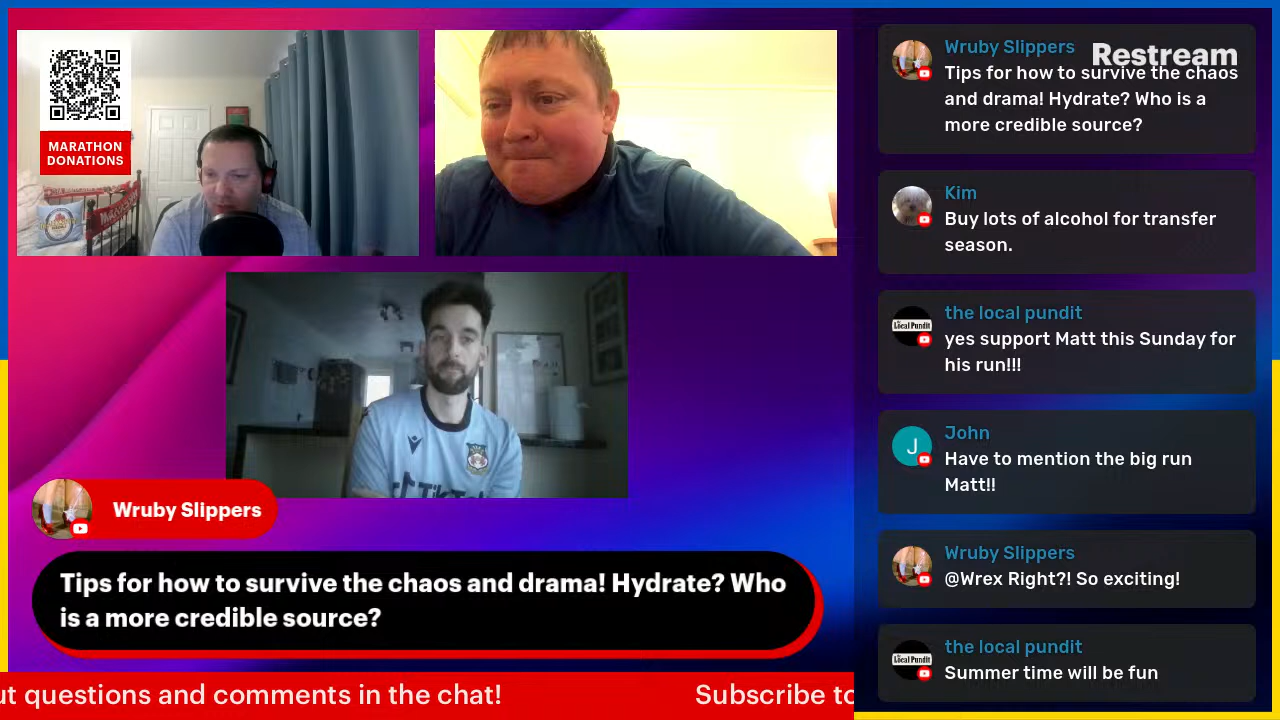 MARATHON
DONATIONS
Wruby Slippers
Tips for how to survive the chaos and drama! Hydrate? Who
is a more credible source?
ut questions and comments in the chat!
Subscribe to
Restream
Wruby Slippers
Tips for how to survive the chaos
and drama! Hydrate? Who is a
more credible source?
Kim
Buy lots of alcohol for transfer
season.
Local Pundit
the local pundit
yes support Matt this Sunday for
his run!!!
J
John
Have to mention the big run
Matt!!
Wruby Slippers
@Wrex Right?! So exciting!
Local Pundit
the local pundit
Summer time will be fun